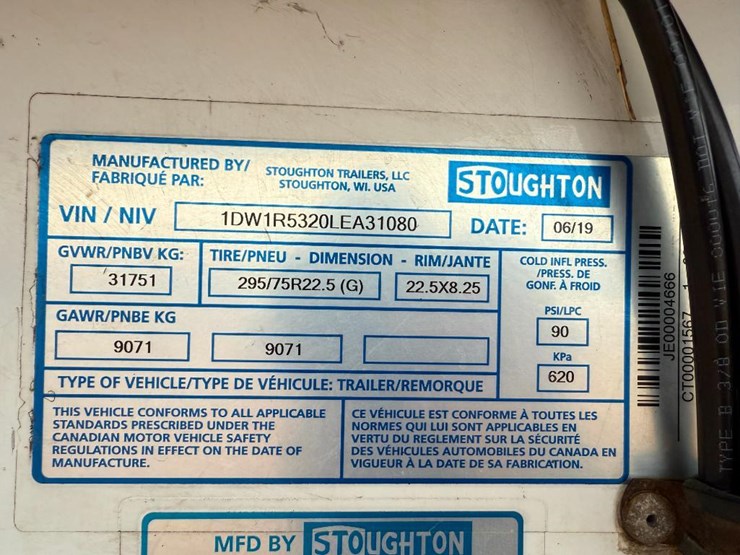 MANUFACTURED BY/
FABRIQUÉ PAR:
STOUGHTON TRAILERS, LLC
STOUGHTON, WI. USA
STOUGHTON
VIN / NIV 1DW1R5320LEA31080 DATE: 06/19
GVWR/PNBV KG:
31751
TIRE/PNEU - DIMENSION - RIM/JANTE
295/75R22.5 (G) 22.5X8.25
COLD INFL PRESS.
/PRESS. DE
GONF. À FROID
PSI/LPC
90
KPa
620
GAWR/PNBE KG
9071 9071
TYPE OF VEHICLE/TYPE DE VÉHICULE: TRAILER/REMORQUE
THIS VEHICLE CONFORMS TO ALL APPLICABLE
STANDARDS PRESCRIBED UNDER THE
CANADIAN MOTOR VEHICLE SAFETY
REGULATIONS IN EFFECT ON THE DATE OF
MANUFACTURE.
CE VÉHICULE EST CONFORME À TOUTES LES
NORMES QUI LUI SONT APPLICABLES EN
VERTU DU REGLEMENT SUR LA SÉCURITÉ
DES VÉHICULES AUTOMOBILES DU CANADA EN
VIGUEUR À LA DATE DE SA FABRICATION.
JE00004666
CT00001567
TYPE B 3/8 OR
MFD BY STOUGHTON